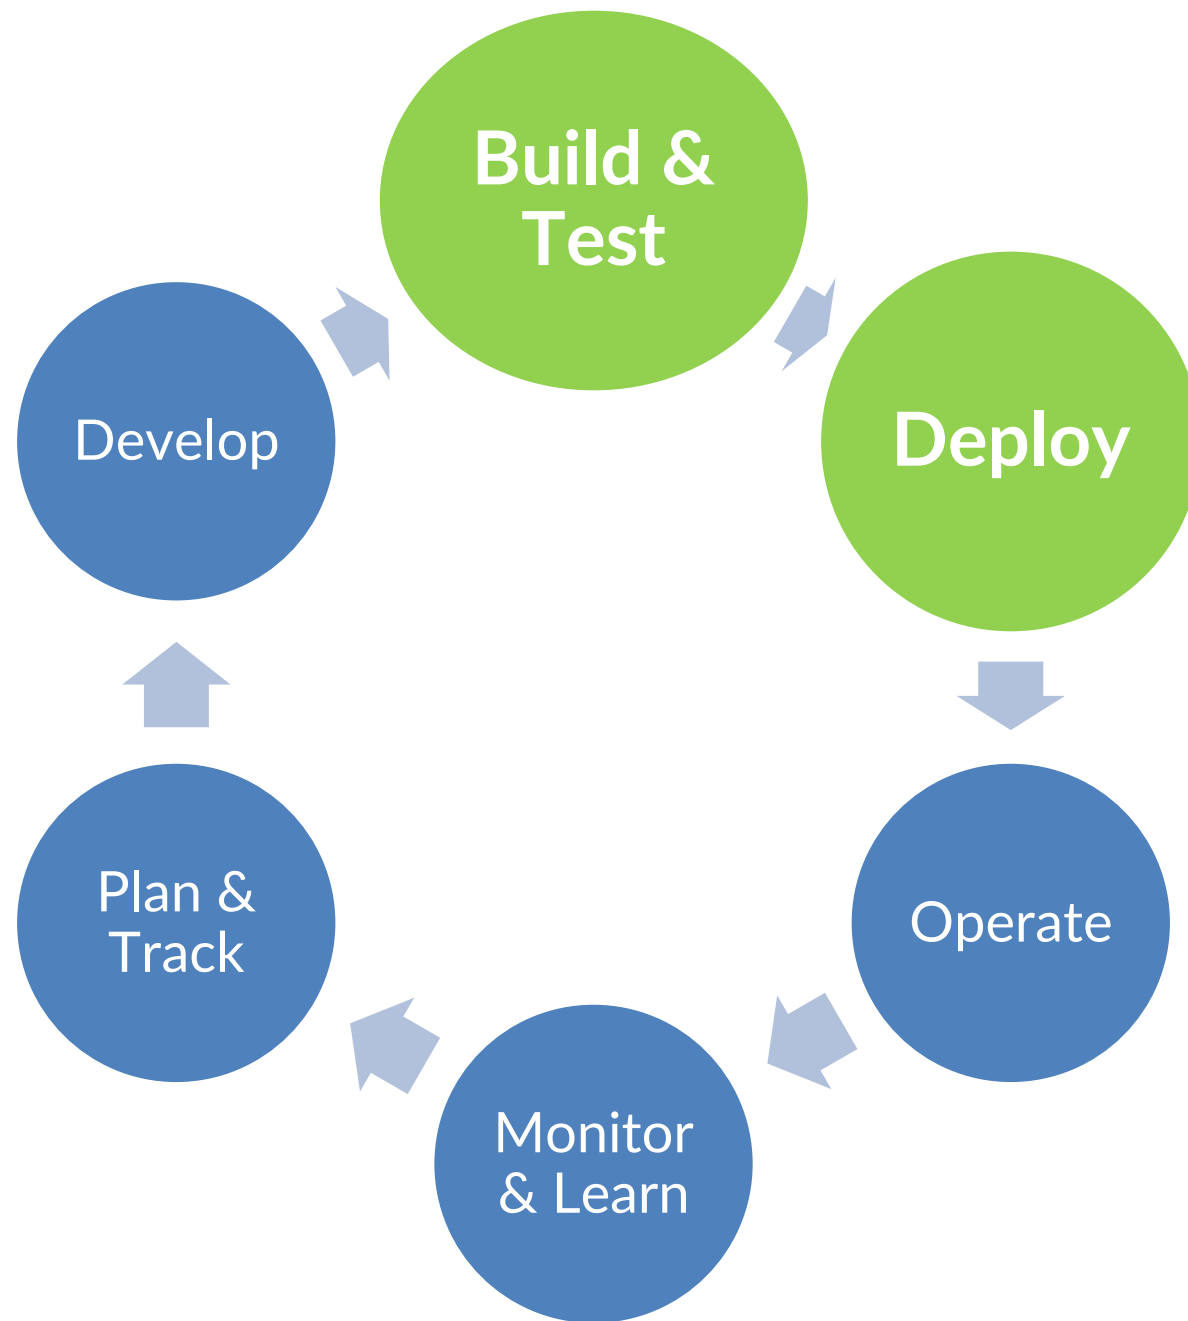 Build &
Test
Deploy
Develop
Plan &
Track
Operate
Monitor
& Learn